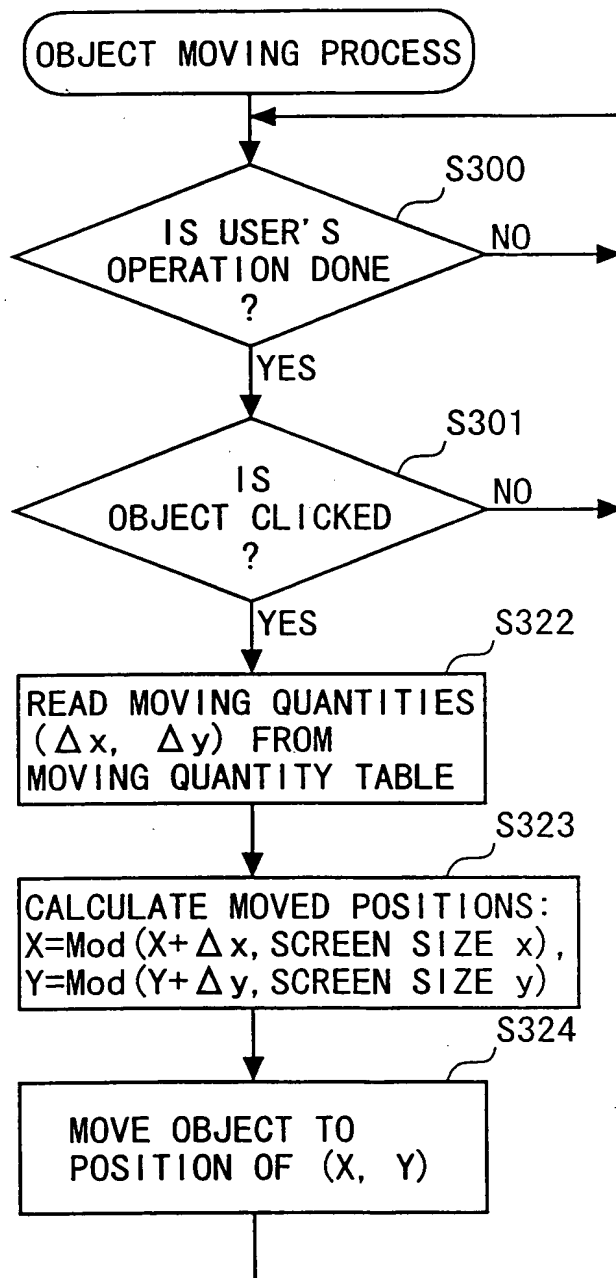 OBJECT MOVING PROCESS
S300
IS USER'S
OPERATION DONE
?
NO
YES
S301
IS
OBJECT CLICKED
?
NO
YES
S322
READ MOVING QUANTITIES
(Δx, Δy) FROM
MOVING QUANTITY TABLE
S323
CALCULATE MOVED POSITIONS:
X=Mod(X+Δx, SCREEN SIZE x),
Y=Mod(Y+Δy, SCREEN SIZE y)
S324
MOVE OBJECT TO
POSITION OF (X, Y)